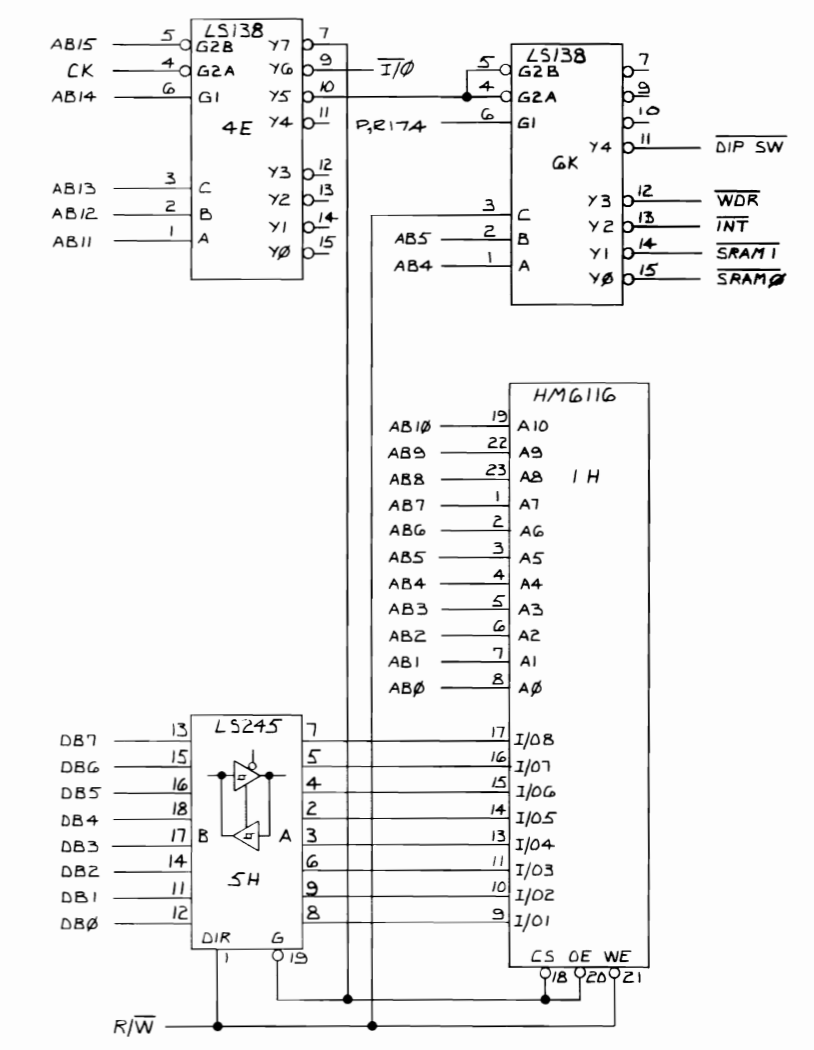 LS138
AB15 5 G2B Y7 7
CK 4 G2A Y6 9 I/Ø
AB14 6 G1 Y5 10
4E Y4 11
Y3 12
AB13 3 C Y2 13
AB12 2 B Y1 14
AB11 1 A YØ 15
LS138
5 G2B 7
4 G2A 9
6 G1 10
Y4 11 DIP SW
6K
3 C Y3 12 WDR
AB5 2 B Y2 13 INT
AB4 1 A Y1 14 SRAM1
YØ 15 SRAMØ
HM6116
1H
AB1Ø 19 A10
AB9 22 A9
AB8 23 A8
AB7 1 A7
AB6 2 A6
AB5 3 A5
AB4 4 A4
AB3 5 A3
AB2 6 A2
AB1 7 A1
ABØ 8 AØ
LS245
DB7 13 7 17 I/O8
DB6 15 5 16 I/O7
DB5 16 4 15 I/O6
DB4 18 2 14 I/O5
DB3 17 B A 3 13 I/O4
DB2 14 6 11 I/O3
DB1 11 9 10 I/O2
DBØ 12 8 9 I/O1
5H
DIR G
1 19
CS OE WE
18 20 21
R/W